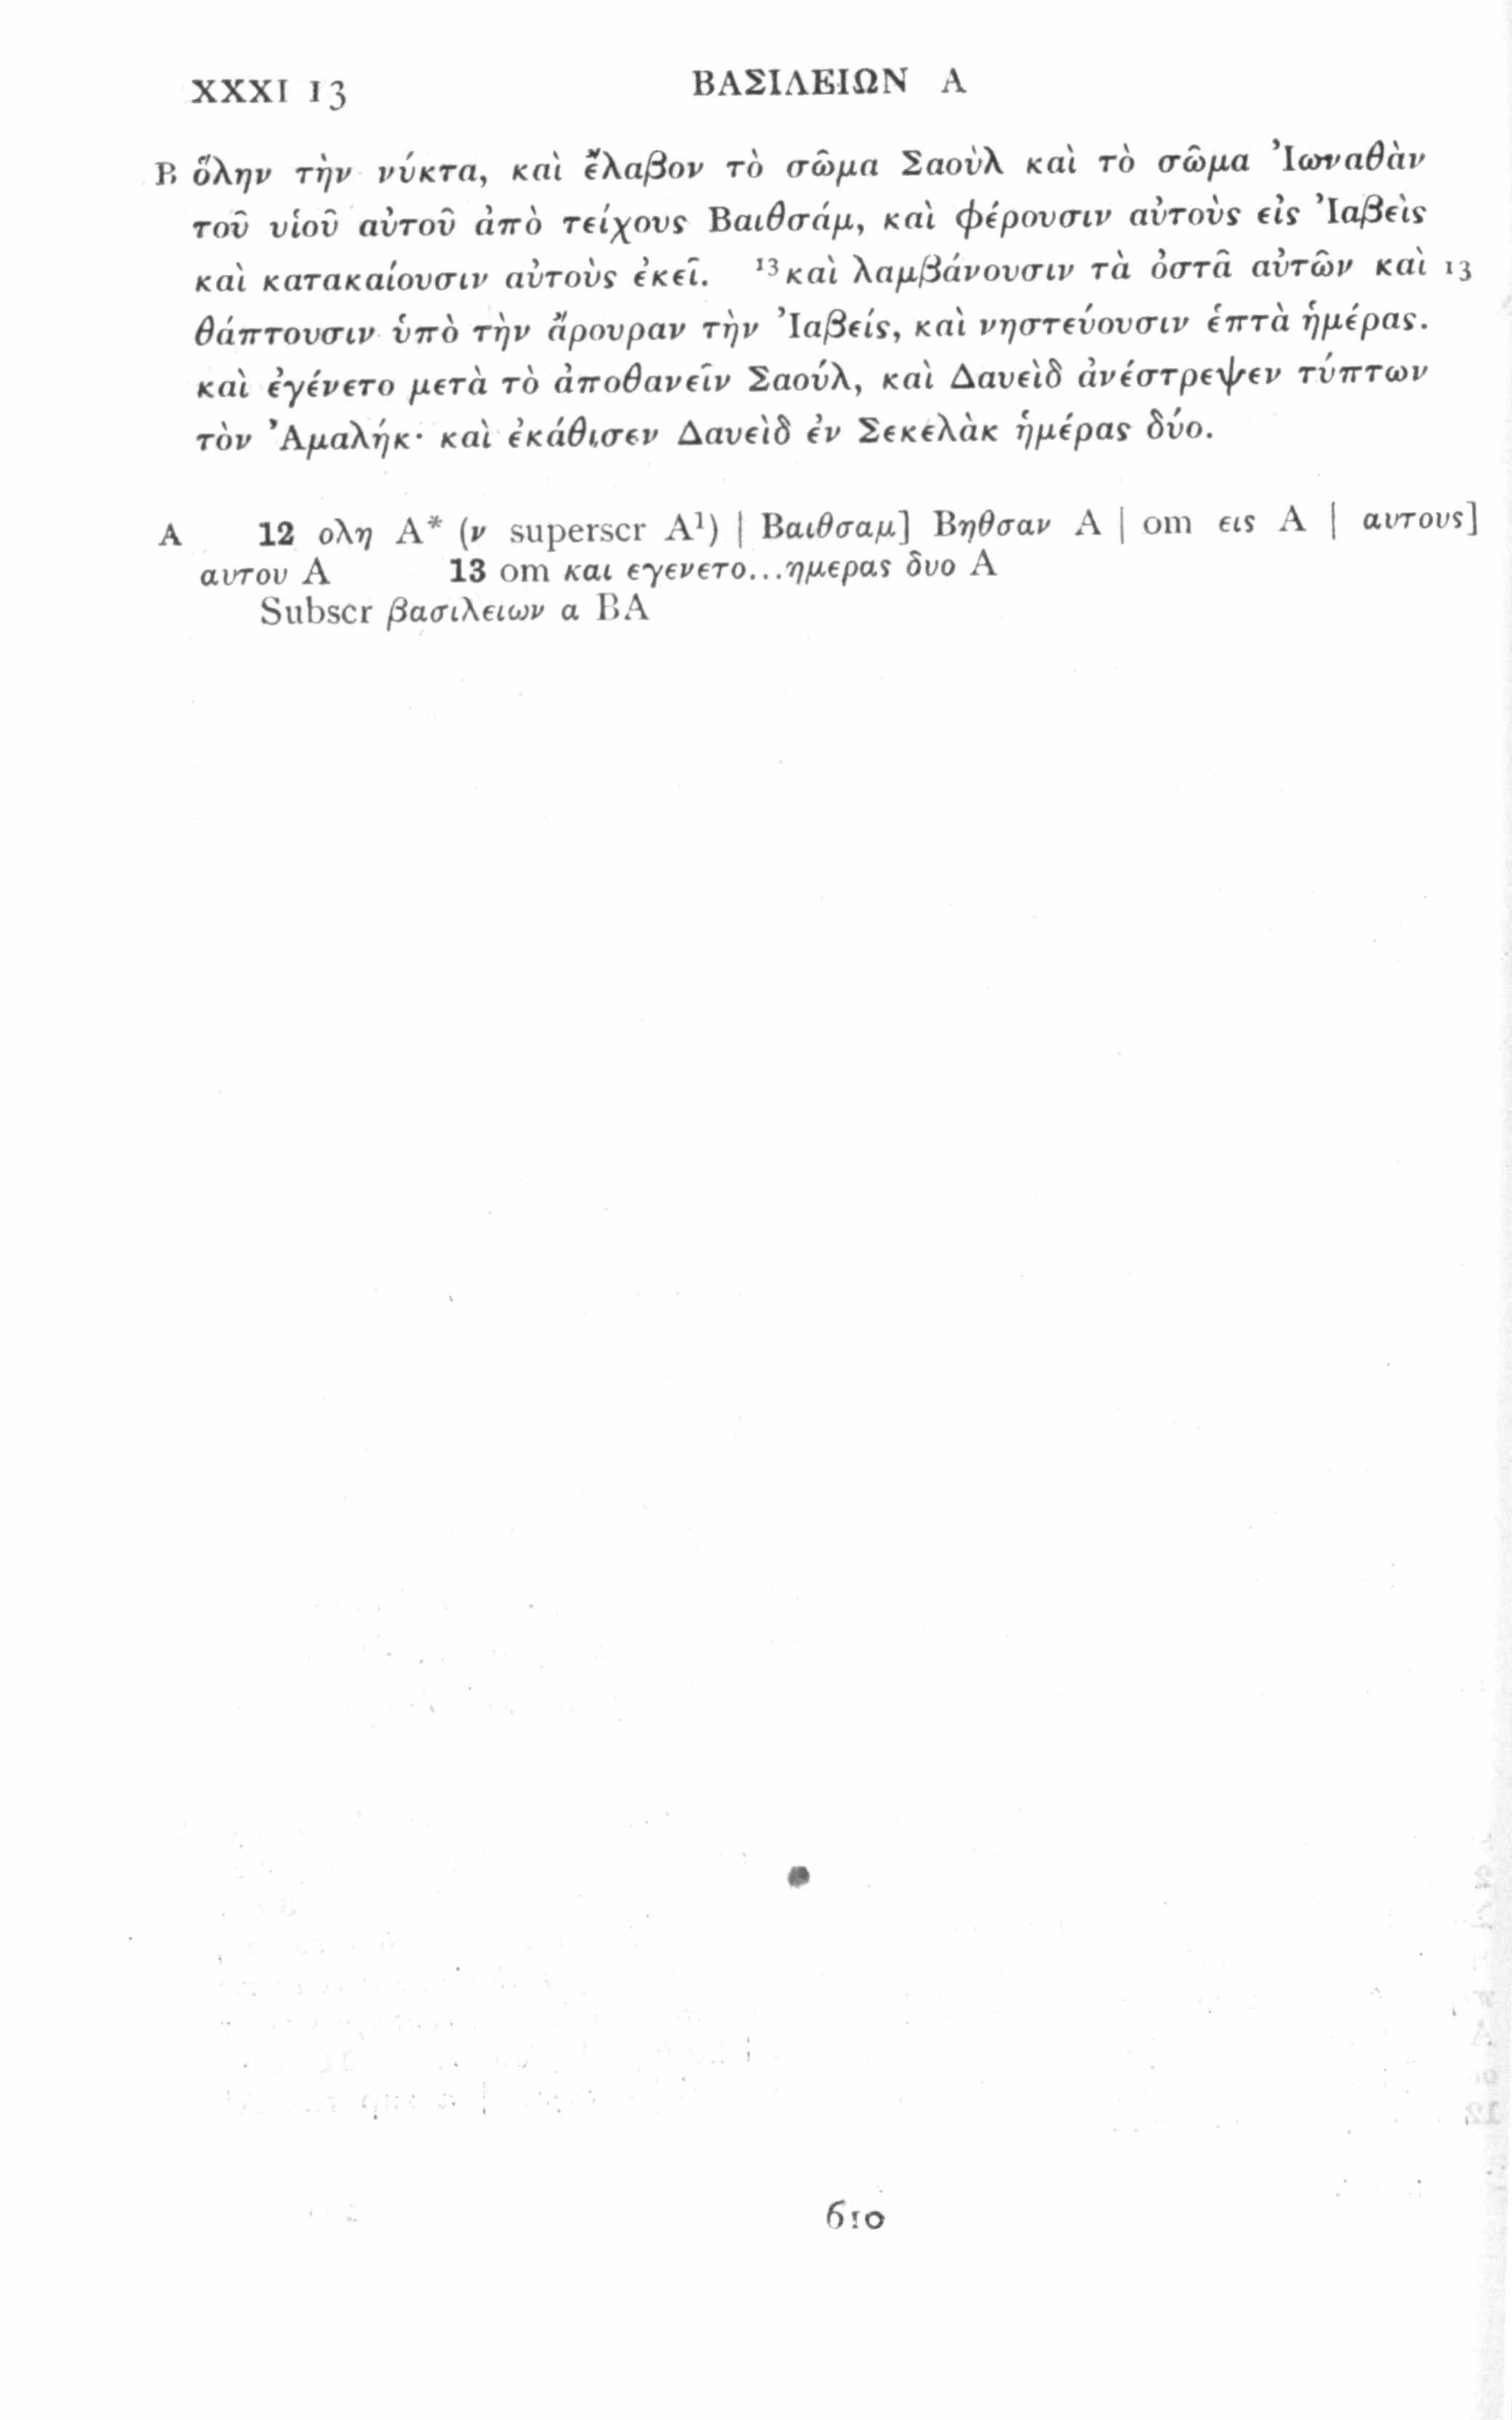 XXXI 13 ΒΑΣΙΛΕΙΩΝ Α
B ὅλην τὴν νύκτα, καὶ ἔλαβον τὸ σῶμα Σαοὺλ καὶ τὸ σῶμα Ἰωναθὰν
τοῦ υἱοῦ αὐτοῦ ἀπὸ τείχους Βαιθσάμ, καὶ φέρουσιν αὐτοὺς εἰς Ἰαβεὶς
καὶ κατακαίουσιν αὐτοὺς ἐκεῖ. ¹³καὶ λαμβάνουσιν τὰ ὀστᾶ αὐτῶν καὶ 13
θάπτουσιν ὑπὸ τὴν ἄρουραν τὴν Ἰαβείς, καὶ νηστεύουσιν ἑπτὰ ἡμέρας.
καὶ ἐγένετο μετὰ τὸ ἀποθανεῖν Σαούλ, καὶ Δαυεὶδ ἀνέστρεψεν τύπτων
τὸν Ἀμαλήκ· καὶ ἐκάθισεν Δαυεὶδ ἐν Σεκελὰκ ἡμέρας δύο.
A 12 ολη A* (ν superscr A¹) | Βαιθσαμ] Βηθσαν A | om εις A | αυτους]
αυτου A 13 om και εγενετο...ημερας δυο A
Subscr βασιλειων α BA
610